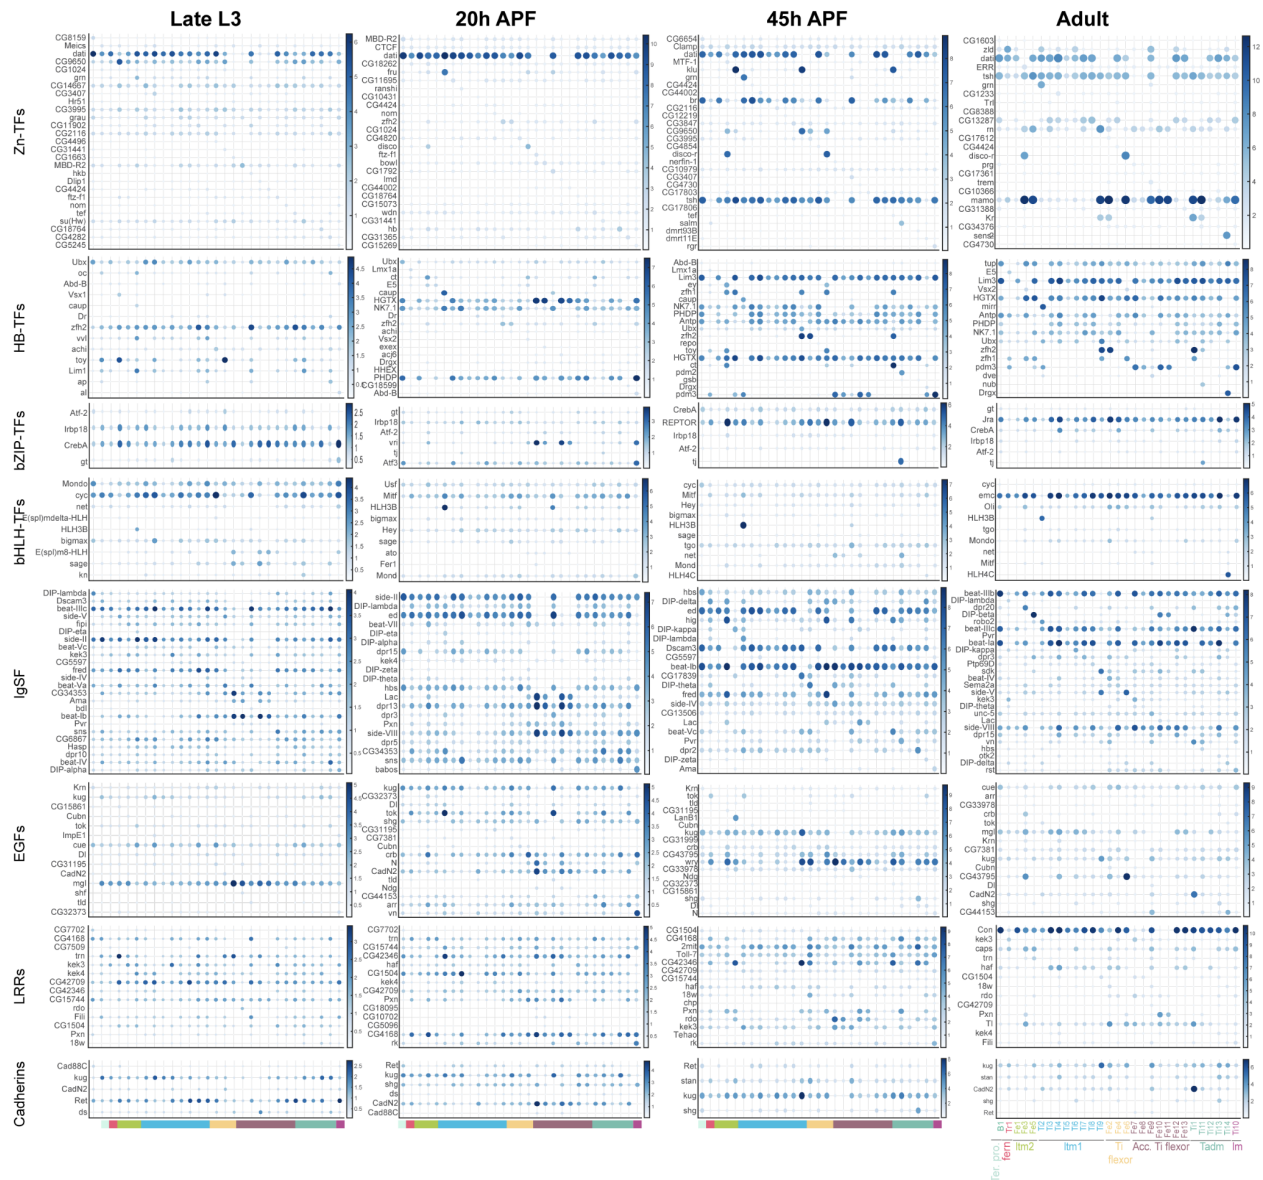 Late L3
20h APF
45h APF
Adult
Zn-TFs
CG8159
Meics
dati
CG9650
CG1024
grn
CG14667
CG3407
Hr51
CG3995
grau
CG11902
CG2116
CG4496
CG31441
CG1663
MBD-R2
hkb
Dlip1
CG4424
ftz-f1
nom
tef
su(Hw)
CG18764
CG4282
CG5245
MBD-R2
CTCF
dati
CG18262
fru
CG11695
ranshi
CG10431
CG4424
nom
zfh2
CG1024
CG4820
disco
ftz-f1
bowl
CG1792
lmd
CG44002
CG18764
CG15073
wdn
CG31441
hb
CG31365
CG15269
CG6654
Clamp
dati
MTF-1
klu
grn
CG4424
CG44002
br
CG2116
CG12219
CG3847
CG9650
CG3995
CG4854
disco-r
nerfin-1
CG10979
CG3407
CG4730
CG17803
tsh
CG17806
tef
salm
dmrt93B
dmrt11E
rgr
CG1603
zld
dati
ERR
tsh
grn
CG1233
Trl
CG8388
CG13287
rn
CG17612
CG4424
disco-r
prg
CG17361
trem
CG10366
mamo
CG31388
Kr
CG34376
sens2
CG4730
HB-TFs
Ubx
oc
Abd-B
Vsx1
caup
Dr
zfh2
vvl
achi
toy
Lim1
ap
al
Ubx
Lmx1a
ct
E5
caup
HGTX
NK7.1
Dr
zfh2
achi
Vsx2
exex
acj6
Drgx
HHEX
PHDP
CG18599
Abd-B
Abd-B
Lmx1a
Lim3
ey
zfh1
caup
NK7.1
PHDP
Antp
Ubx
zfh2
repo
toy
HGTX
ct
pdm2
gsb
Drgx
pdm3
tup
E5
Lim3
Vsx2
HGTX
mirr
Antp
PHDP
NK7.1
Ubx
zfh2
zfh1
pdm3
dve
nub
Drgx
bZIP-TFs
Atf-2
Irbp18
CrebA
gt
gt
Irbp18
Atf-2
vri
tj
Atf3
CrebA
REPTOR
Irbp18
Atf-2
tj
gt
Jra
CrebA
Irbp18
Atf-2
tj
bHLH-TFs
Mondo
cyc
net
E(spl)mdelta-HLH
HLH3B
bigmax
E(spl)m8-HLH
sage
kn
Usf
Mitf
HLH3B
bigmax
Hey
sage
ato
Fer1
Mond
cyc
Mitf
Hey
bigmax
HLH3B
sage
tgo
net
Mond
HLH4C
cyc
emc
Oli
HLH3B
tgo
Mondo
net
Mitf
HLH4C
IgSF
DIP-lambda
Dscam3
beat-IIIc
side-V
fipi
DIP-eta
side-II
beat-Vc
kek3
CG5597
fred
side-IV
beat-Va
CG34353
Ama
bdl
beat-Ib
Pvr
sns
CG6867
Hasp
dpr10
beat-IV
DIP-alpha
side-II
DIP-lambda
ed
beat-VII
DIP-eta
DIP-alpha
dpr15
kek4
DIP-zeta
DIP-theta
hbs
Lac
dpr13
dpr3
Pxn
side-VIII
dpr5
CG34353
sns
babos
hbs
DIP-delta
ed
hig
DIP-kappa
DIP-lambda
Dscam3
CG5597
beat-Ib
CG17839
DIP-theta
fred
side-IV
CG13506
Lac
beat-Vc
Pvr
dpr2
DIP-zeta
Ama
beat-IIIb
DIP-lambda
dpr20
DIP-beta
robo2
beat-IIIc
Pvr
beat-Ia
DIP-kappa
dpr3
Ptp69D
sdk
beat-IV
Sema2a
side-V
kek3
DIP-theta
unc-5
Lac
side-VIII
dpr15
vn
hbs
otk2
DIP-delta
rst
EGFs
Krn
kug
CG15861
Cubn
tok
ImpE1
cue
Dl
CG31195
CadN2
mgl
shf
tld
CG32373
kug
CG32373
Dl
tok
shg
CG31195
CG7381
Cubn
crb
N
CadN2
tld
Ndg
CG44153
arr
vn
Krn
tok
tld
CG31195
LanB1
Cubn
kug
CG31999
crb
CG43795
wry
CG33978
Ndg
CG32373
CG15861
shg
Dl
N
cue
arr
CG33978
crb
tok
mgl
Krn
CG7381
kug
Cubn
CG43795
Dl
CadN2
shg
CG44153
LRRs
CG7702
CG4168
CG7509
trn
kek3
kek4
CG42709
CG42346
CG15744
rdo
Fili
CG1504
Pxn
18w
CG7702
trn
CG15744
CG42346
haf
CG1504
kek4
CG42709
Pxn
CG18095
CG10702
CG5096
CG4168
rk
CG1504
CG4168
2mit
Toll-7
CG42346
CG42709
CG15744
haf
18w
chp
Pxn
rdo
kek3
Tehao
rk
Con
kek3
caps
trn
haf
CG1504
18w
rdo
CG42709
Pxn
Tl
kek4
Fili
Cadherins
Cad88C
kug
CadN2
Ret
ds
Ret
kug
shg
ds
CadN2
Cad88C
Ret
stan
kug
shg
kug
stan
CadN2
shg
Ret
Ter. pro.
fern
Itm2
Itm1
Ti
flexor
Acc. Ti flexor
Tadm
lm